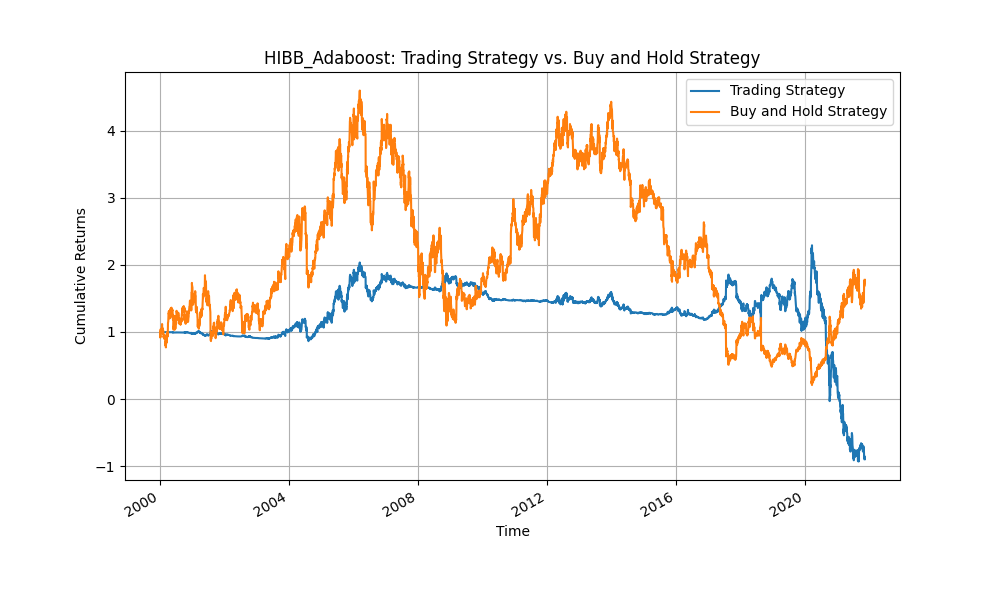 HIBB_Adaboost: Trading Strategy vs. Buy and Hold Strategy
Trading Strategy
Buy and Hold Strategy
Cumulative Returns
4
3
2
1
0
−1
2000
2004
2008
2012
2016
2020
Time